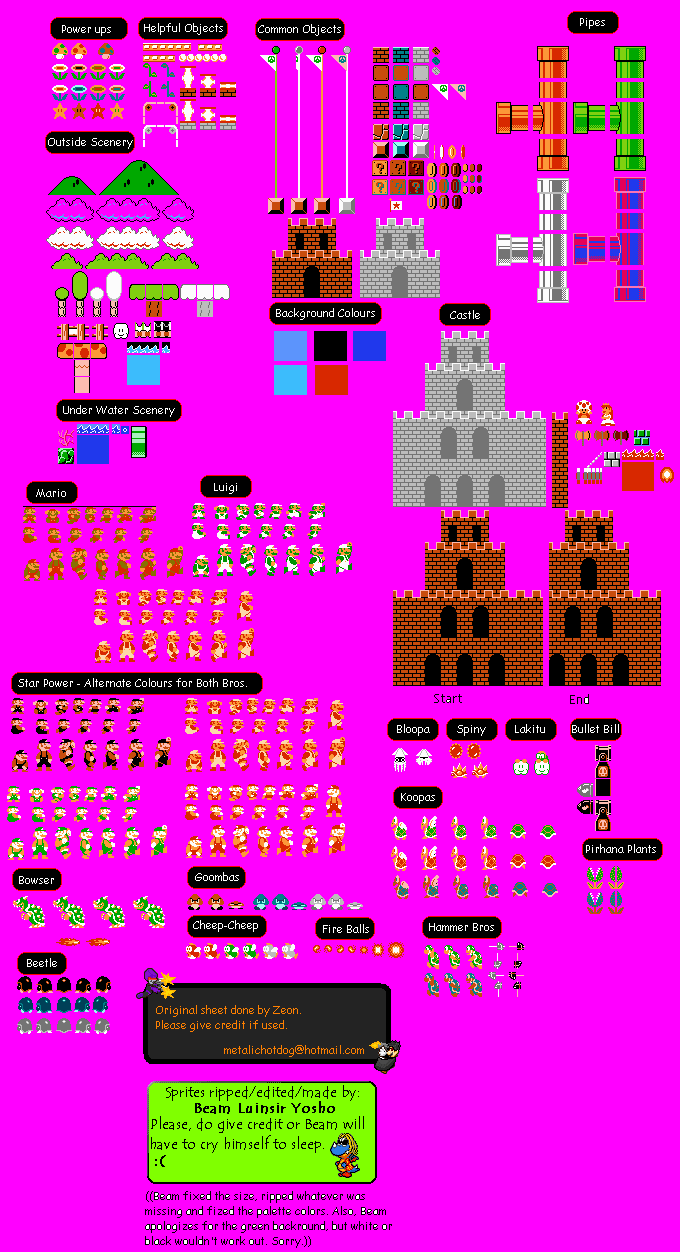 Power ups
Helpful Objects
Common Objects
Pipes
Outside Scenery
Background Colours
Castle
Under Water Scenery
Mario
Luigi
Start
End
Star Power - Alternate Colours for Both Bros.
Bloopa
Spiny
Lakitu
Bullet Bill
Koopas
Pirhana Plants
Bowser
Goombas
Cheep-Cheep
Fire Balls
Hammer Bros
Beetle
Original sheet done by Zeon.
Please give credit if used.
metalichotdog@hotmail.com
Sprites ripped/edited/made by:
Beam Luinsir Yosho
Please, do give credit or Beam will
have to cry himself to sleep.
:(
((Beam fixed the size, ripped whatever was
missing and fized the palette colors. Also, Beam
apologizes for the green backround, but white or
black wouldn't work out. Sorry.))